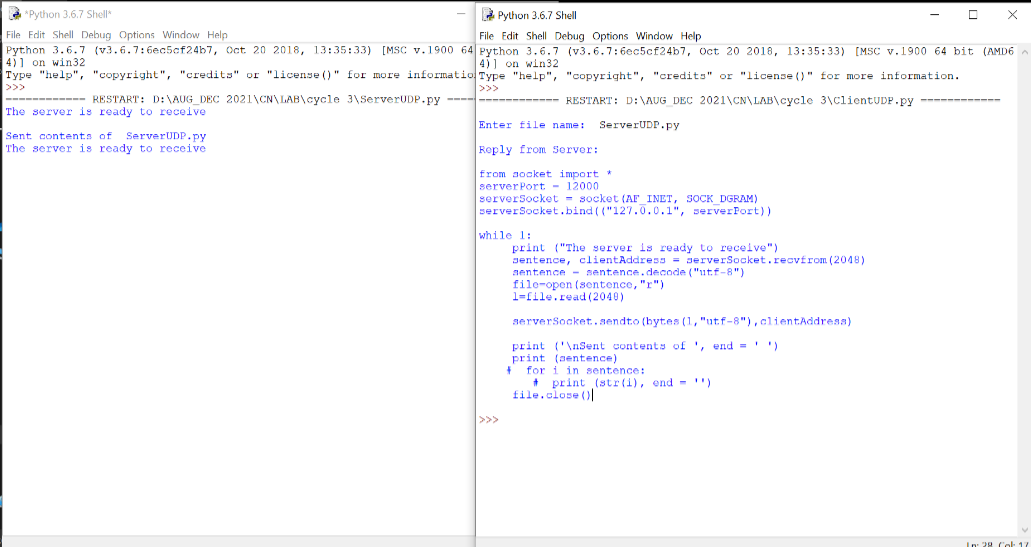 *Python 3.6.7 Shell*
File Edit Shell Debug Options Window Help
Python 3.6.7 (v3.6.7:6ec5cf24b7, Oct 20 2018, 13:35:33) [MSC v.1900 64
4)] on win32
Type "help", "copyright", "credits" or "license()" for more informatio
>>>
============ RESTART: D:\AUG_DEC 2021\CN\LAB\cycle 3\ServerUDP.py ====
The server is ready to receive

Sent contents of  ServerUDP.py
The server is ready to receive
Python 3.6.7 Shell
File Edit Shell Debug Options Window Help
Python 3.6.7 (v3.6.7:6ec5cf24b7, Oct 20 2018, 13:35:33) [MSC v.1900 64 bit (AMD6
4)] on win32
Type "help", "copyright", "credits" or "license()" for more information.
>>>
============ RESTART: D:\AUG_DEC 2021\CN\LAB\cycle 3\ClientUDP.py ============

Enter file name:  ServerUDP.py

Reply from Server:

from socket import *
serverPort = 12000
serverSocket = socket(AF_INET, SOCK_DGRAM)
serverSocket.bind(("127.0.0.1", serverPort))

while 1:
     print ("The server is ready to receive")
     sentence, clientAddress = serverSocket.recvfrom(2048)
     sentence = sentence.decode("utf-8")
     file=open(sentence,"r")
     l=file.read(2048)

     serverSocket.sendto(bytes(l,"utf-8"),clientAddress)

     print ('\nSent contents of ', end = ' ')
     print (sentence)
    #  for i in sentence:
        #  print (str(i), end = '')
     file.close()

>>>
Ln: 28 Col: 17